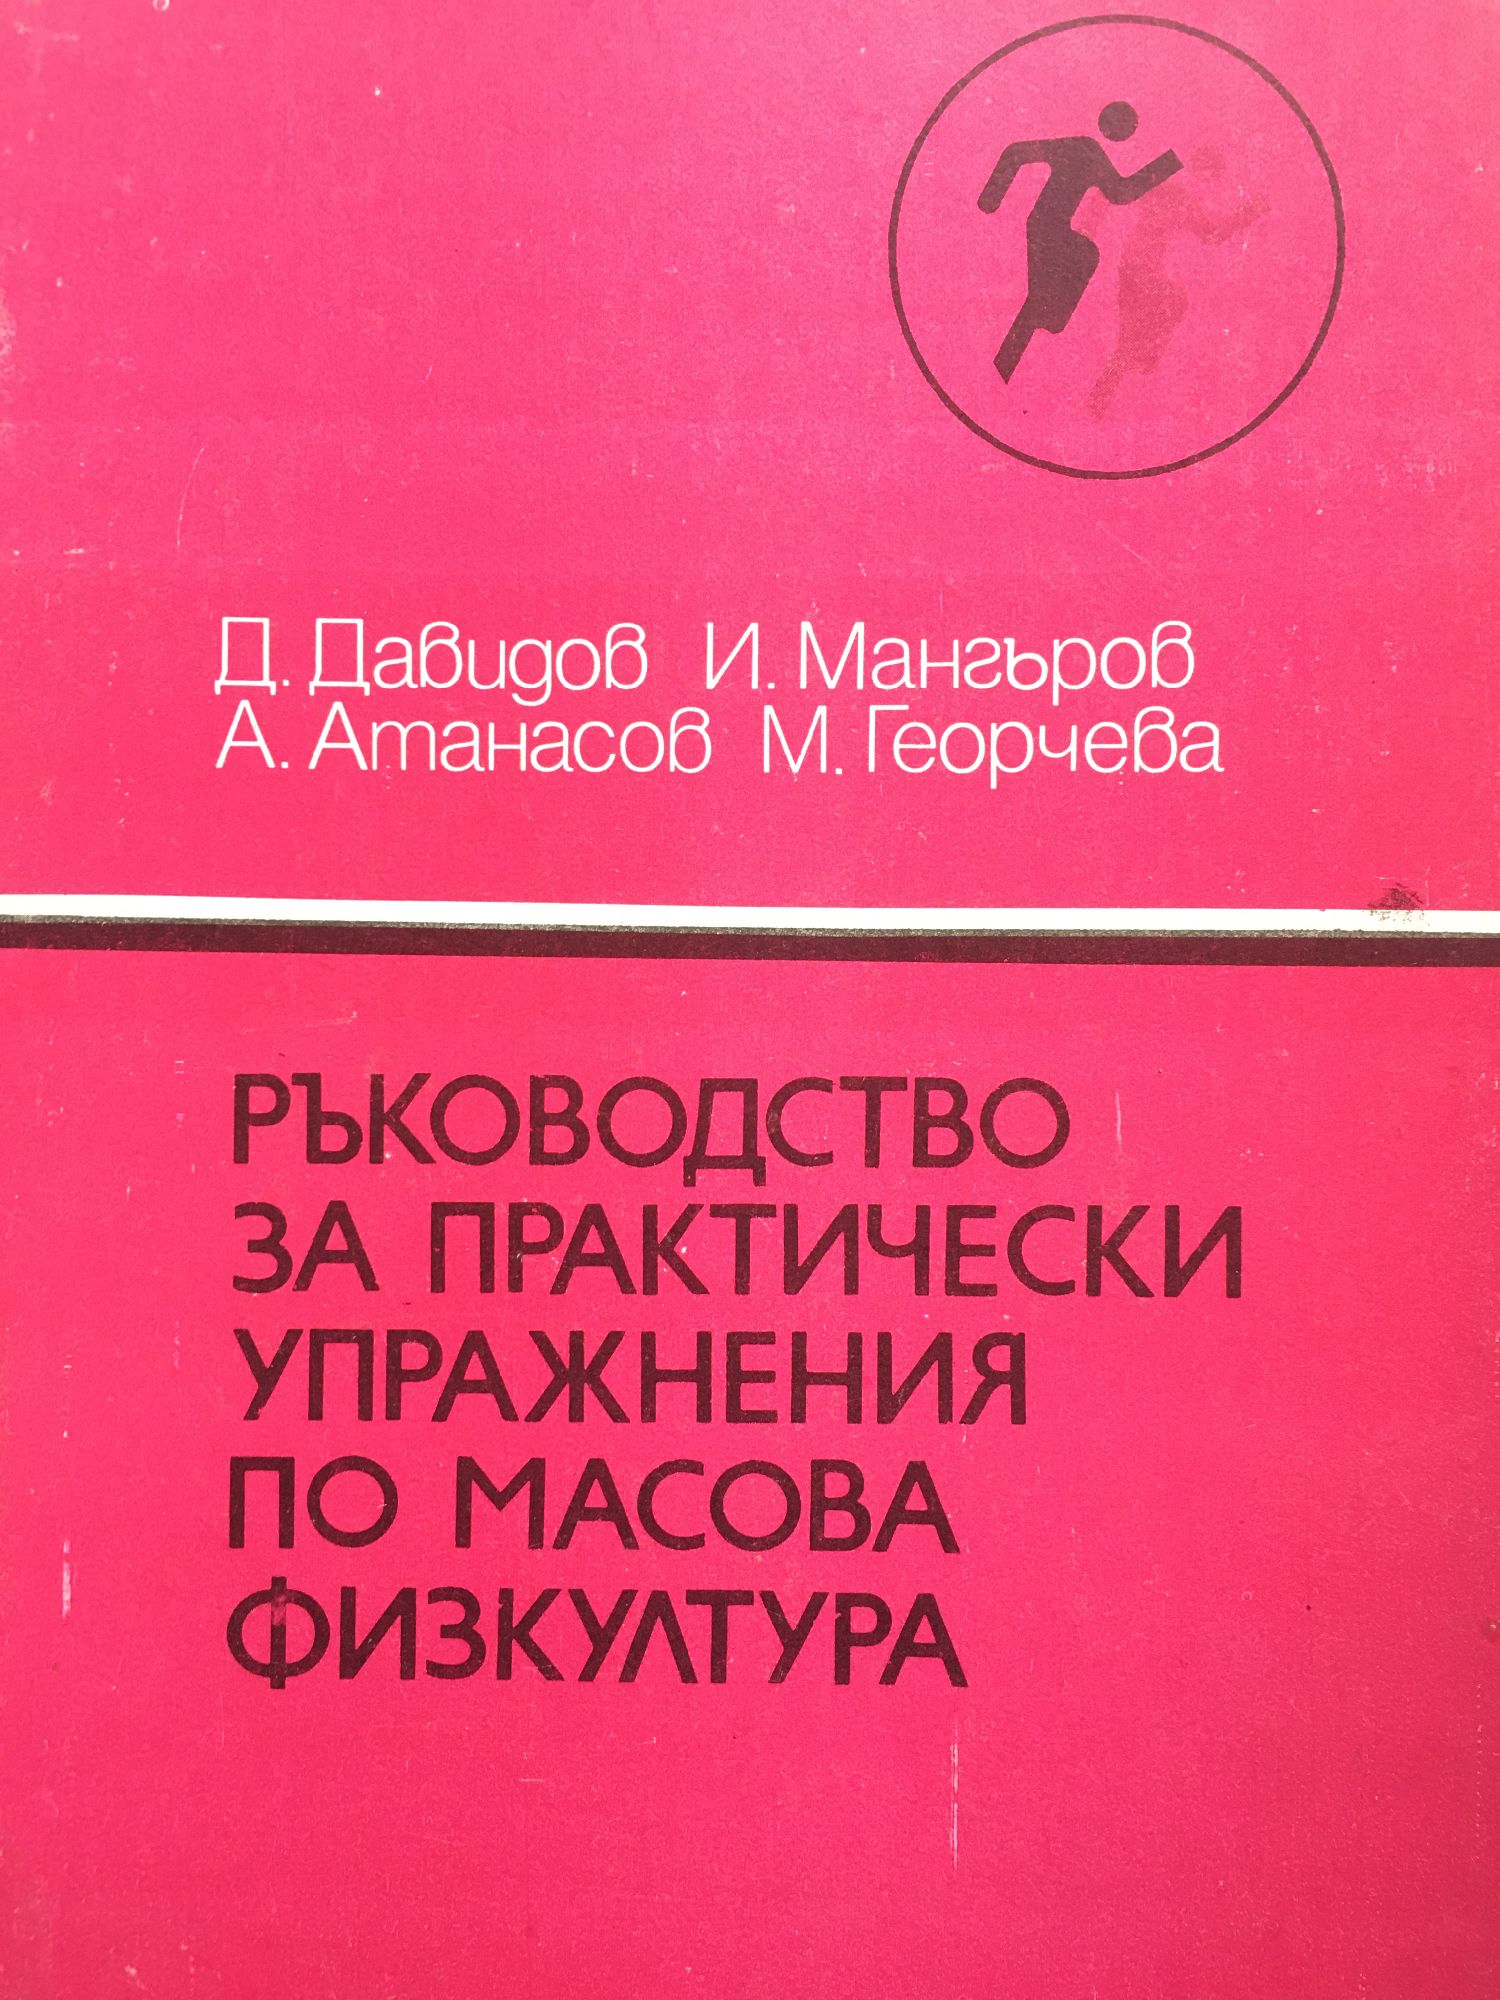 Д. Давидов И. Мангъров
А. Атанасов М. Георчева
РЪКОВОДСТВО
ЗА ПРАКТИЧЕСКИ
УПРАЖНЕНИЯ
ПО МАСОВА
ФИЗКУЛТУРА